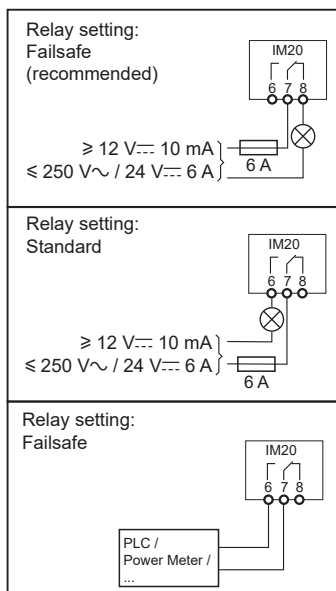 Relay setting:
Failsafe
(recommended)
IM20
6 7 8
≥ 12 V⎓ 10 mA
≤ 250 V∿ / 24 V⎓ 6 A
6 A
Relay setting:
Standard
IM20
6 7 8
≥ 12 V⎓ 10 mA
≤ 250 V∿ / 24 V⎓ 6 A
6 A
Relay setting:
Failsafe
IM20
6 7 8
PLC /
Power Meter /
...